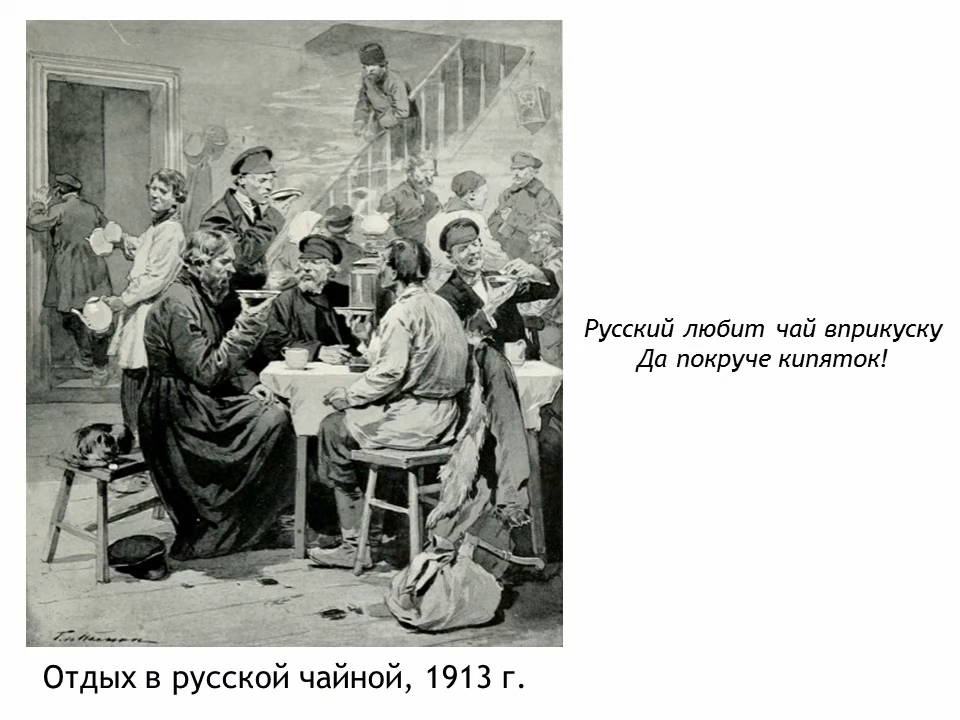 Русский любит чай вприкуску
Да покруче кипяток!
Отдых в русской чайной, 1913 г.